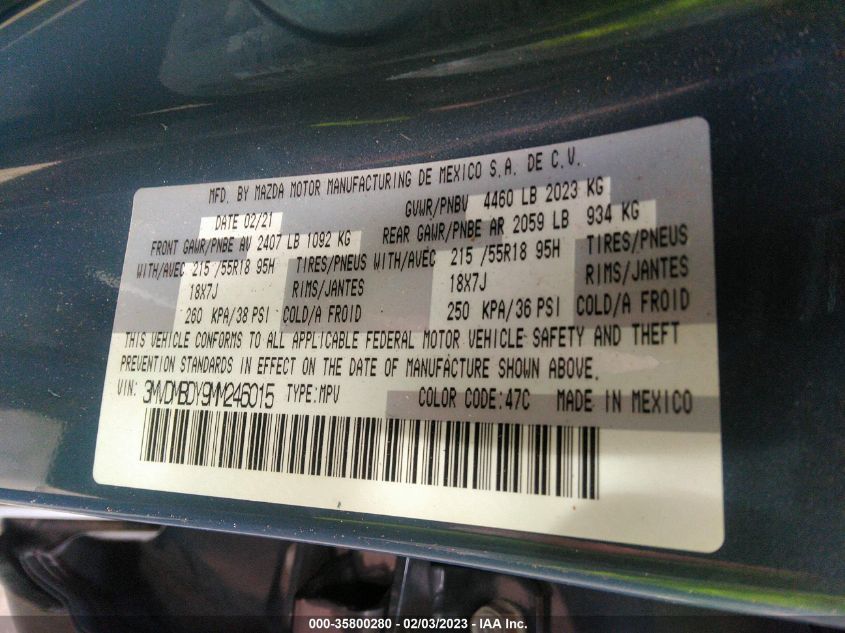 MFD. BY MAZDA MOTOR MANUFACTURING DE MEXICO S.A. DE C.V.
DATE 02/21 GVWR/PNBV 4460 LB 2023 KG
FRONT GAWR/PNBE AV 2407 LB 1092 KG REAR GAWR/PNBE AR 2059 LB 934 KG
WITH/AVEC 215 /55R18 95H TIRES/PNEUS WITH/AVEC 215 /55R18 95H TIRES/PNEUS
18X7J RIMS/JANTES 18X7J RIMS/JANTES
260 KPA/38 PSI COLD/A FROID 250 KPA/36 PSI COLD/A FROID
THIS VEHICLE CONFORMS TO ALL APPLICABLE FEDERAL MOTOR VEHICLE SAFETY AND THEFT
PREVENTION STANDARDS IN EFFECT ON THE DATE OF MANUFACTURE SHOWN ABOVE.
VIN: 3MVDMBDY9MM246015 TYPE:MPV COLOR CODE:47C MADE IN MEXICO
000-35800280 - 02/03/2023 - IAA Inc.